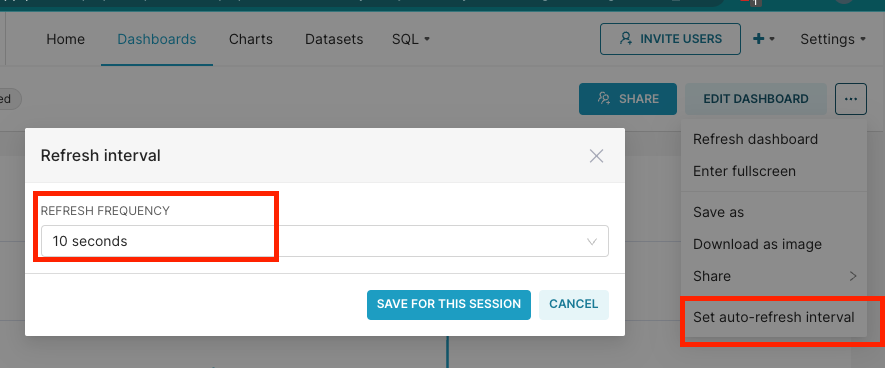 1
Home
Dashboards
Charts
Datasets
SQL
INVITE USERS
Settings
ed
SHARE
EDIT DASHBOARD
Refresh dashboard
Enter fullscreen
Save as
Download as image
Share
Set auto-refresh interval
Refresh interval
REFRESH FREQUENCY
10 seconds
SAVE FOR THIS SESSION
CANCEL